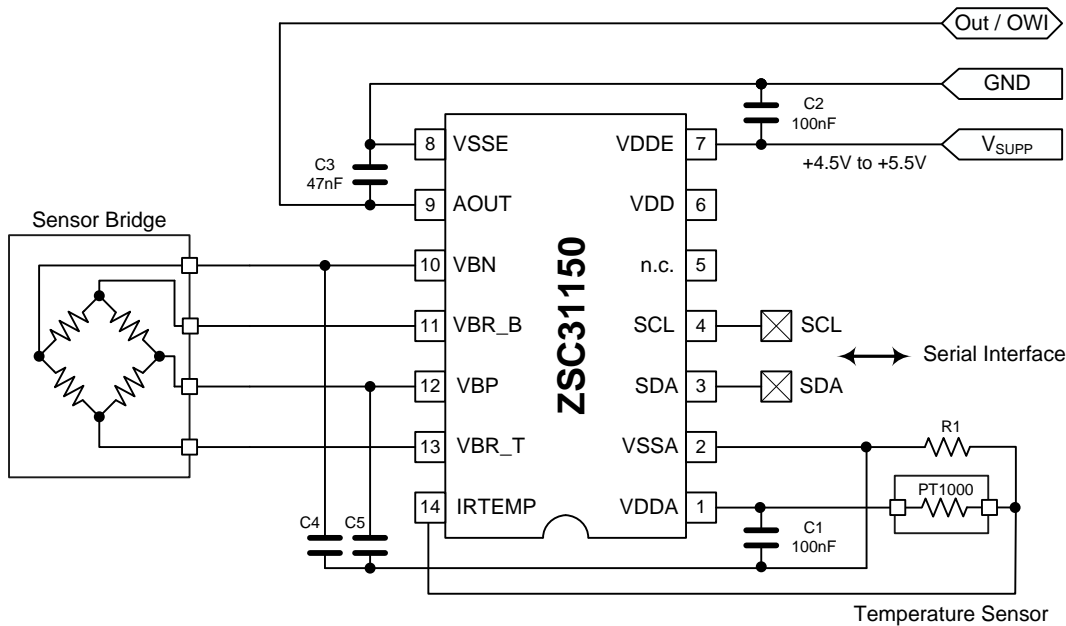 Out / OWI
GND
C2
100nF
V_SUPP
+4.5V to +5.5V
C3
47nF
8 VSSE
VDDE 7
9 AOUT
VDD 6
Sensor Bridge
10 VBN
n.c. 5
11 VBR_B
SCL 4
SCL
ZSC31150
Serial Interface
12 VBP
SDA 3
SDA
13 VBR_T
VSSA 2
R1
14 IRTEMP
VDDA 1
PT1000
C4
C5
C1
100nF
Temperature Sensor